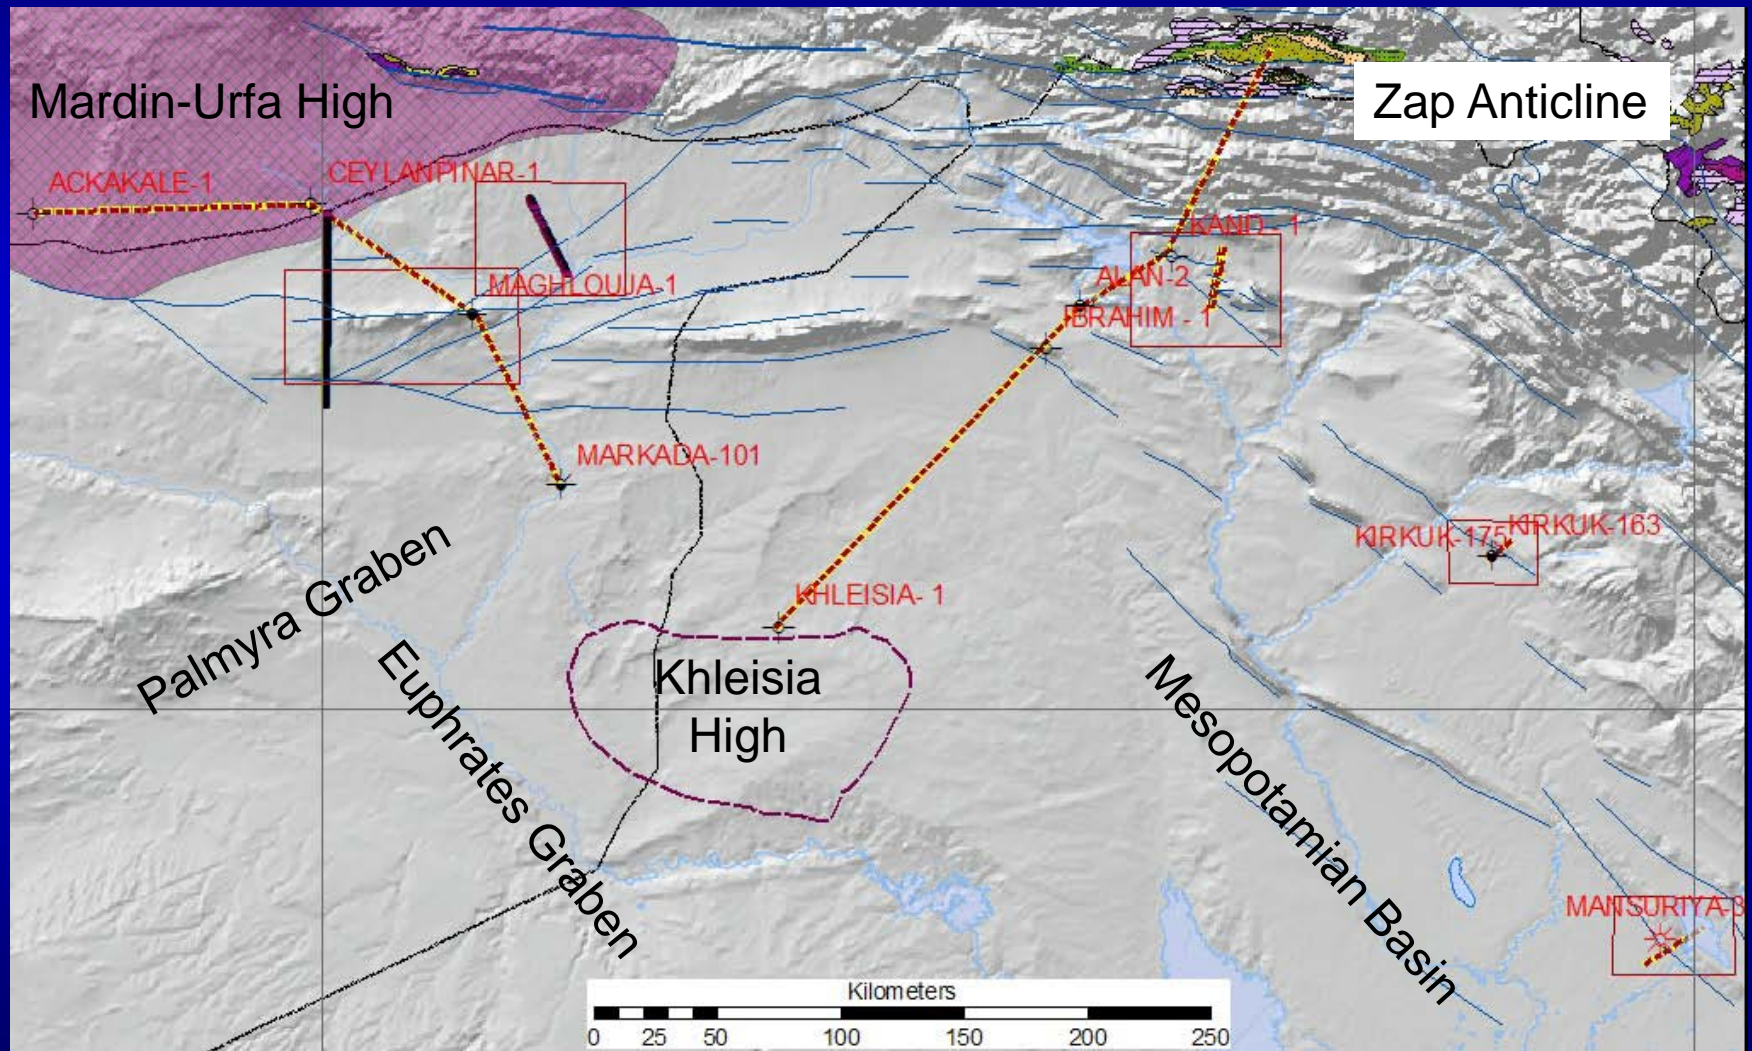 Mardin-Urfa High
Zap Anticline
ACKAKALE-1
CEYLANPINAR-1
KAND - 1
MAGHLOUJA-1
ALAN-2
IBRAHIM - 1
MARKADA-101
KIRKUK-175
KIRKUK-163
Palmyra Graben
KHLEISIA- 1
Euphrates Graben
Khleisia
High
Mesopotamian Basin
MANSURIYA-3
Kilometers
0 25 50 100 150 200 250